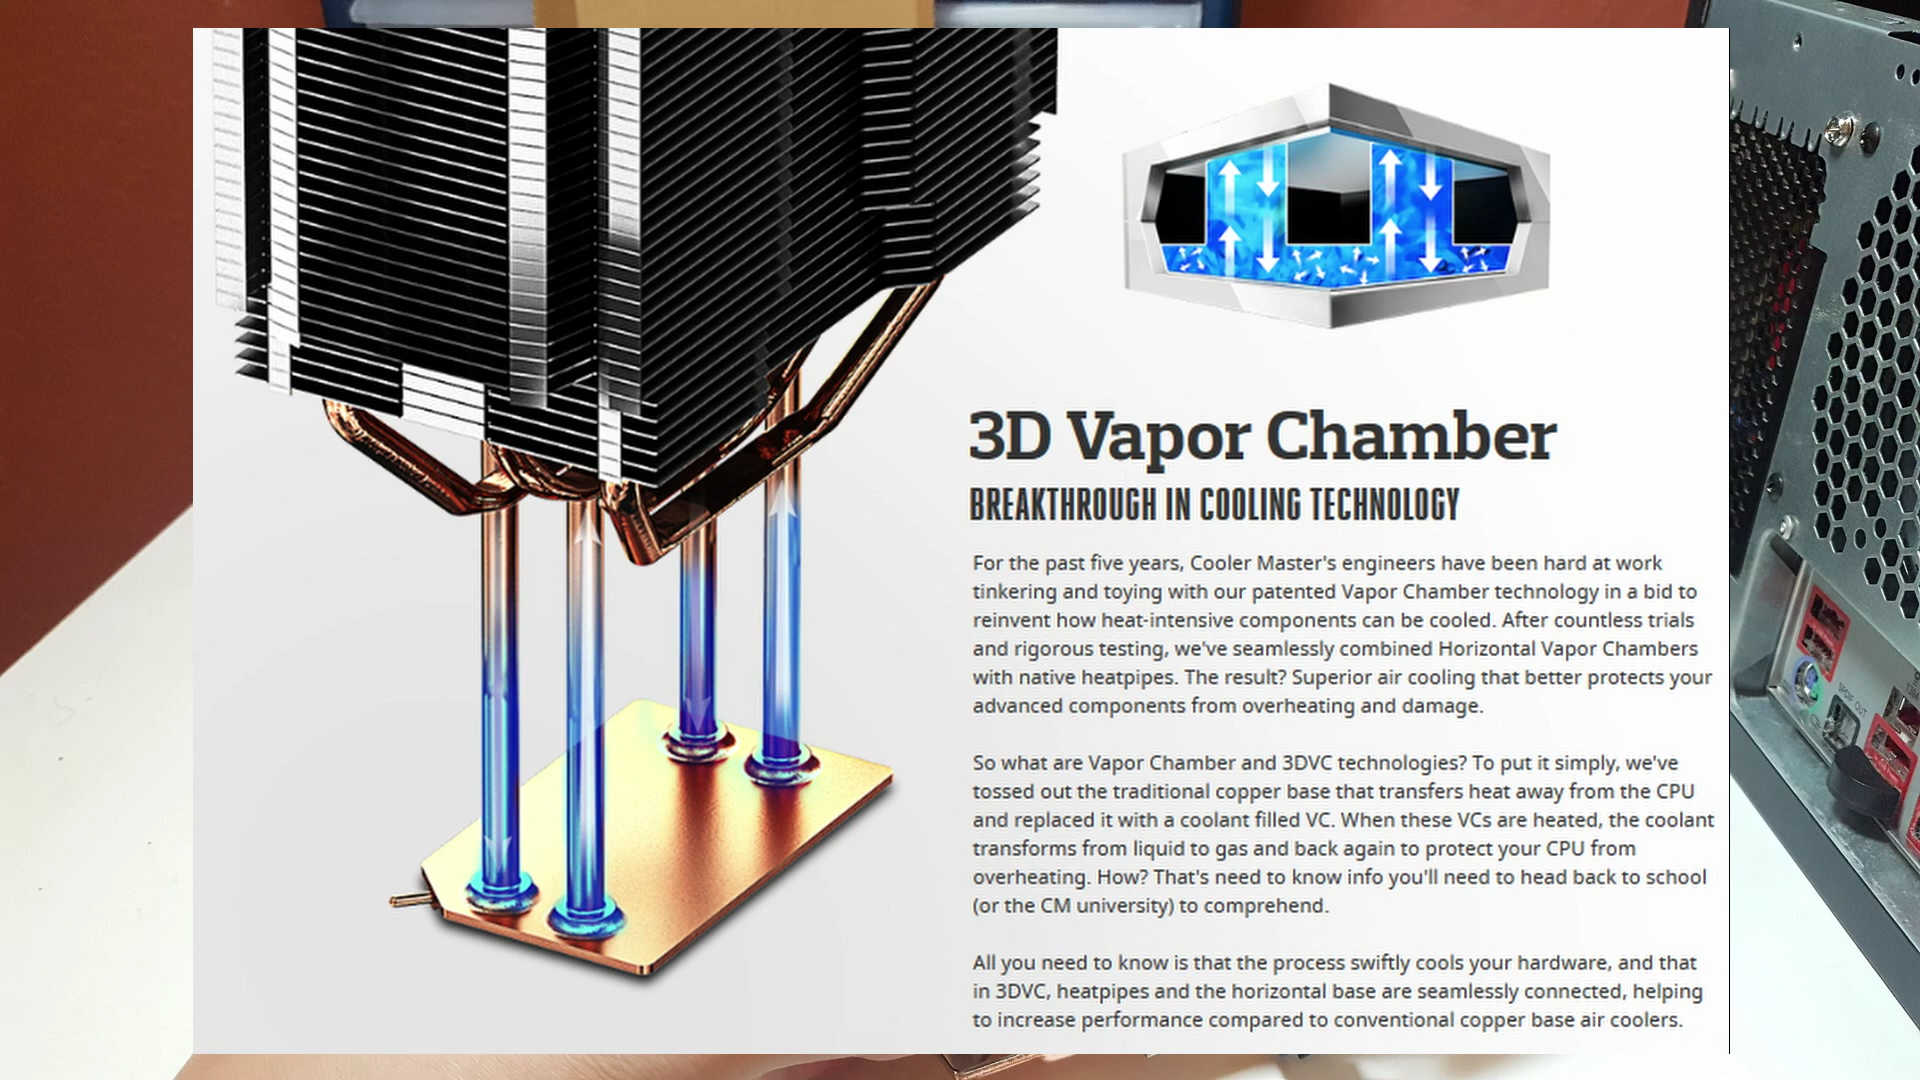 3D Vapor Chamber
BREAKTHROUGH IN COOLING TECHNOLOGY
For the past five years, Cooler Master's engineers have been hard at work
tinkering and toying with our patented Vapor Chamber technology in a bid to
reinvent how heat-intensive components can be cooled. After countless trials
and rigorous testing, we've seamlessly combined Horizontal Vapor Chambers
with native heatpipes. The result? Superior air cooling that better protects your
advanced components from overheating and damage.
So what are Vapor Chamber and 3DVC technologies? To put it simply, we've
tossed out the traditional copper base that transfers heat away from the CPU
and replaced it with a coolant filled VC. When these VCs are heated, the coolant
transforms from liquid to gas and back again to protect your CPU from
overheating. How? That's need to know info you'll need to head back to school
(or the CM university) to comprehend.
All you need to know is that the process swiftly cools your hardware, and that
in 3DVC, heatpipes and the horizontal base are seamlessly connected, helping
to increase performance compared to conventional copper base air coolers.
SPDIF OUT